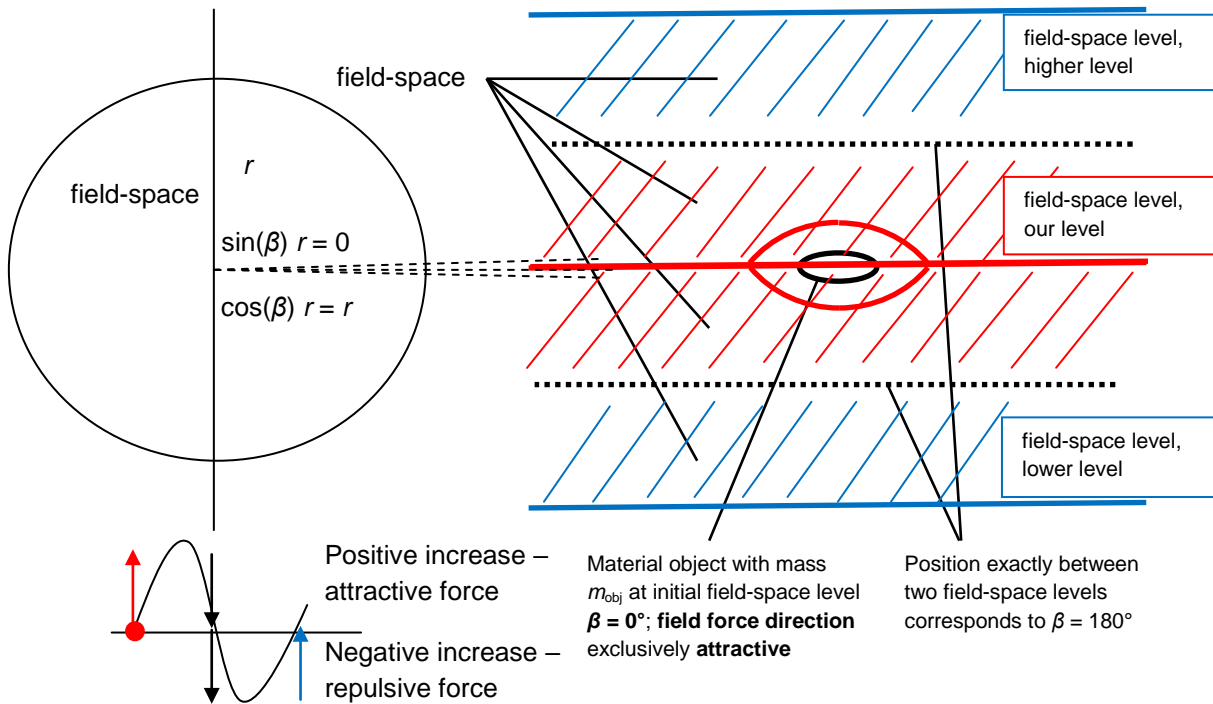 field-space level,
higher level
field-space
r
field-space
sin(β) r = 0
cos(β) r = r
field-space level,
our level
field-space level,
lower level
Positive increase –
attractive force
Negative increase –
repulsive force
Material object with mass
mobj at initial field-space level
β = 0°; field force direction
exclusively attractive
Position exactly between
two field-space levels
corresponds to β = 180°